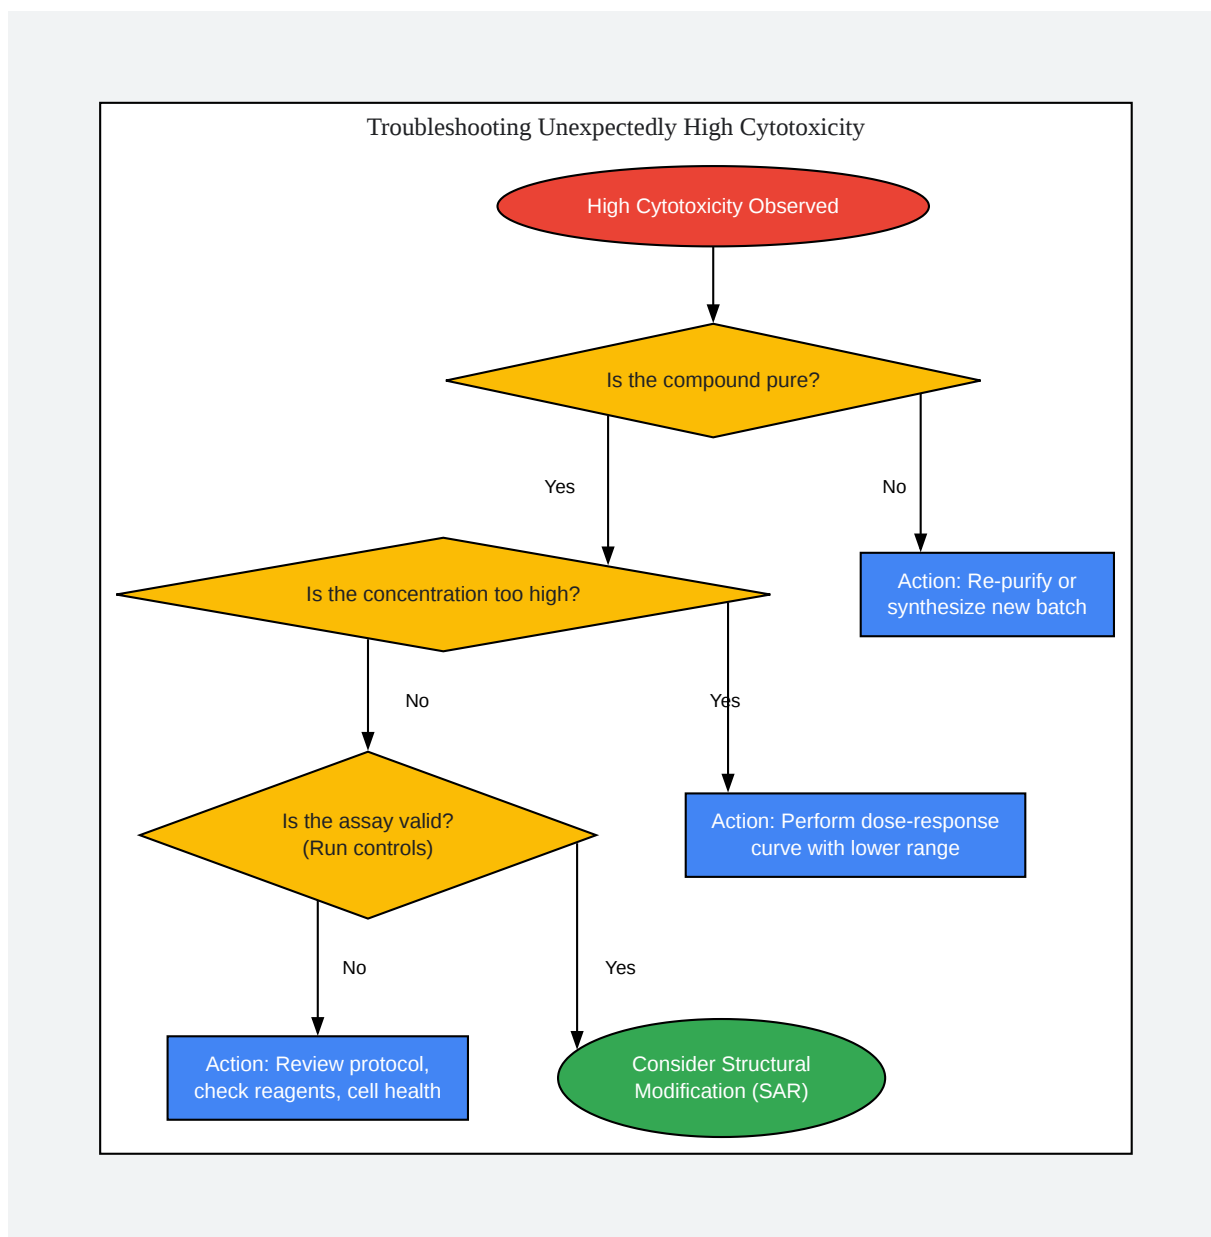 Troubleshooting Unexpectedly High Cytotoxicity
High Cytotoxicity Observed
Is the compound pure?
Yes
No
Is the concentration too high?
Action: Re-purify or
synthesize new batch
No
Yes
Is the assay valid?
(Run controls)
Action: Perform dose-response
curve with lower range
No
Yes
Action: Review protocol,
check reagents, cell health
Consider Structural
Modification (SAR)